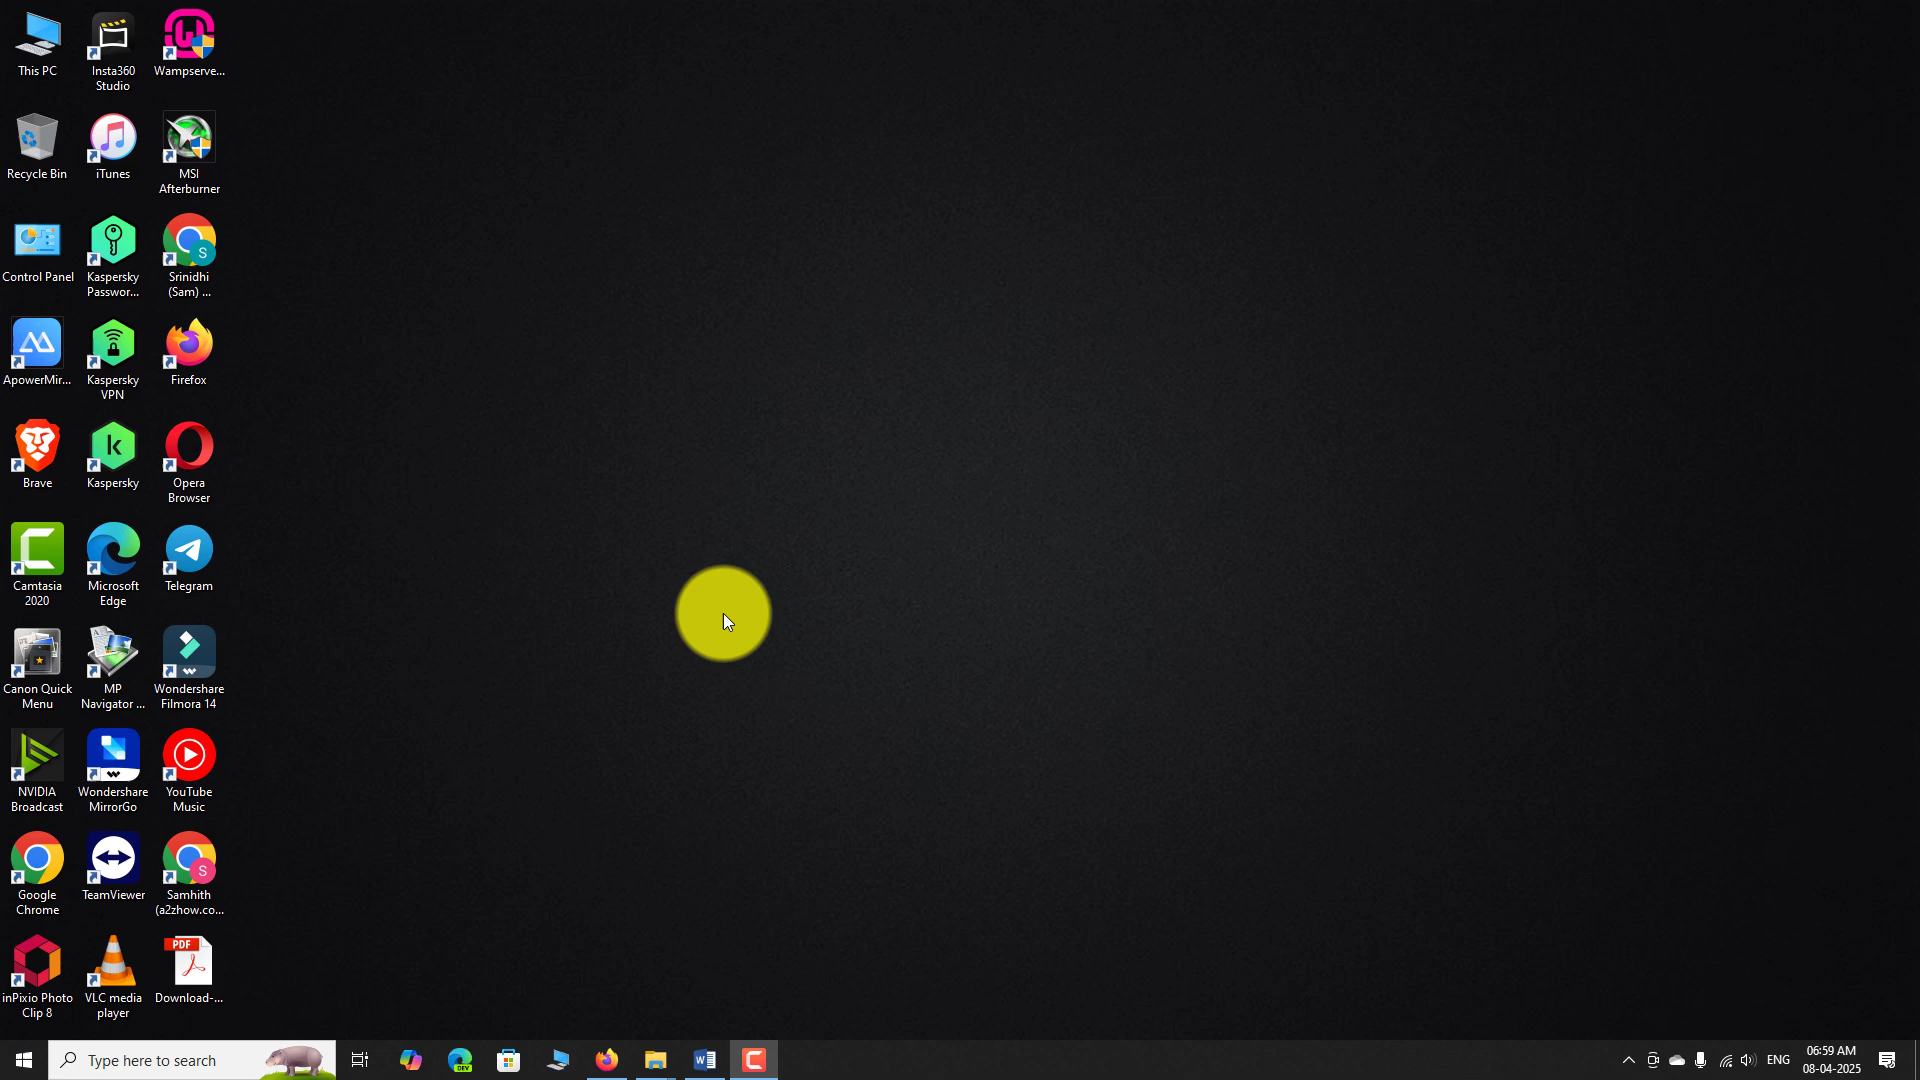 This PC
Insta360
Studio
Wampserve...
Recycle Bin
iTunes
MSI
Afterburner
Control Panel
Kaspersky
Passwor...
S
Srinidhi
(Sam) ...
ApowerMir...
Kaspersky
VPN
Firefox
Brave
Kaspersky
Opera
Browser
Camtasia
2020
Microsoft
Edge
Telegram
Canon Quick
Menu
MP
Navigator ...
Wondershare
Filmora 14
NVIDIA
Broadcast
Wondershare
MirrorGo
YouTube
Music
Google
Chrome
TeamViewer
S
Samhith
(a2zhow.co...
inPixio Photo
Clip 8
VLC media
player
PDF
Download-...
Type here to search
DEV
ENG
06:59 AM
08-04-2025